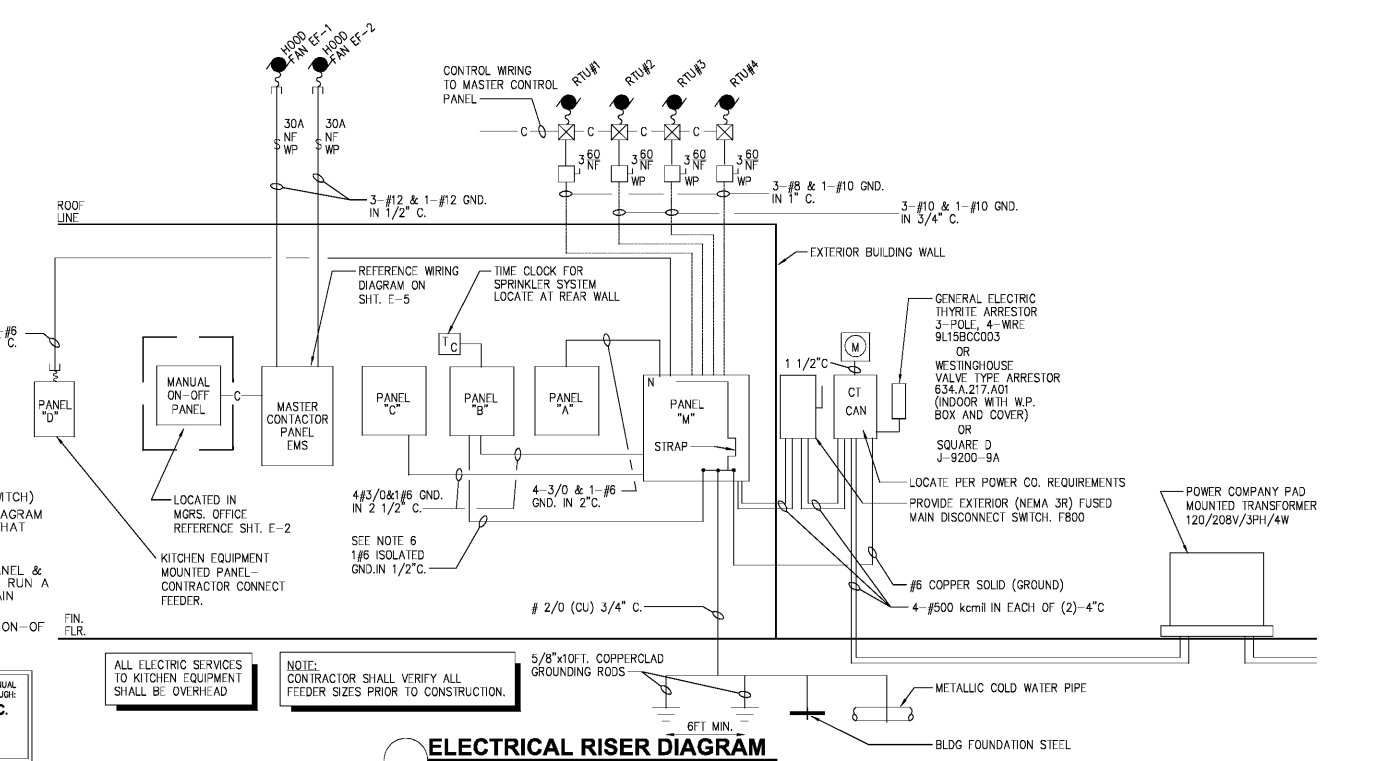 HOOD
FAN EF-1
HOOD
FAN EF-2
30A
NF
WP
30A
NF
WP
3-#12 & 1-#12 GND.
IN 1/2" C.
CONTROL WIRING
TO MASTER CONTROL
PANEL
RTU#1
RTU#2
RTU#3
RTU#4
C
C
C
C
3 60
NF
3 60
NF
WP
3 60
NF
3 60
NF
WP
3-#8 & 1-#10 GND.
IN 1" C.
3-#10 & 1-#10 GND.
IN 3/4" C.
ROOF
LINE
EXTERIOR BUILDING WALL
REFERENCE WIRING
DIAGRAM ON
SHT. E-5
TIME CLOCK FOR
SPRINKLER SYSTEM
LOCATE AT REAR WALL
GENERAL ELECTRIC
THYRITE ARRESTOR
3-POLE, 4-WIRE
9L15BCC003
OR
WESTINGHOUSE
VALVE TYPE ARRESTOR
634.A.217.A01
(INDOOR WITH W.P.
BOX AND COVER)
OR
SQUARE D
J-9200-9A
-#6
C.
PANEL
"D"
MANUAL
ON-OFF
PANEL
C
MASTER
CONTACTOR
PANEL
EMS
PANEL
"C"
T C
PANEL
"B"
PANEL
"A"
N
PANEL
"M"
STRAP
1 1/2"C
M
CT
CAN
LOCATE PER POWER CO. REQUIREMENTS
PROVIDE EXTERIOR (NEMA 3R) FUSED
MAIN DISCONNECT SWITCH. F800
POWER COMPANY PAD
MOUNTED TRANSFORMER
120/208V/3PH/4W
LOCATED IN
MGRS. OFFICE
REFERENCE SHT. E-2
KITCHEN EQUIPMENT
MOUNTED PANEL-
CONTRACTOR CONNECT
FEEDER.
4#3/0&1#6 GND.
IN 2 1/2" C.
4-3/0 & 1-#6
GND. IN 2"C.
SEE NOTE 6
1#6 ISOLATED
GND.IN 1/2"C.
#6 COPPER SOLID (GROUND)
4-#500 kcmil IN EACH OF (2)-4"C
# 2/0 (CU) 3/4" C.
ITCH)
AGRAM
HAT
ANEL &
RUN A
AIN
ON-OF
FIN.
FLR.
NUAL
UGH:
C.
ALL ELECTRIC SERVICES
TO KITCHEN EQUIPMENT
SHALL BE OVERHEAD
NOTE:
CONTRACTOR SHALL VERIFY ALL
FEEDER SIZES PRIOR TO CONSTRUCTION.
5/8"x10FT. COPPERCLAD
GROUNDING RODS
6FT MIN.
METALLIC COLD WATER PIPE
BLDG FOUNDATION STEEL
ELECTRICAL RISER DIAGRAM